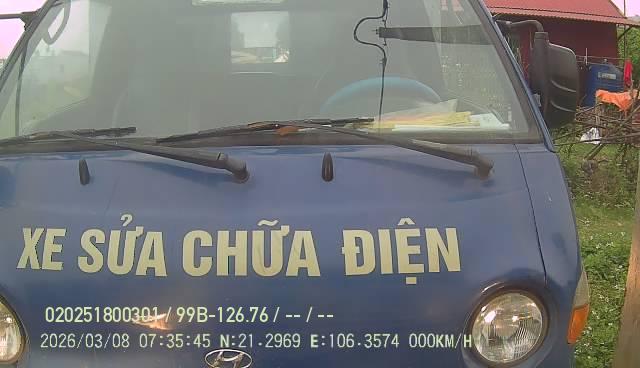 XE SỬA CHỮA ĐIỆN
020251800301 / 99B-126.76 / -- / --
2026/03/08 07:35:45 N:21.2969 E:106.3574 000KM/H